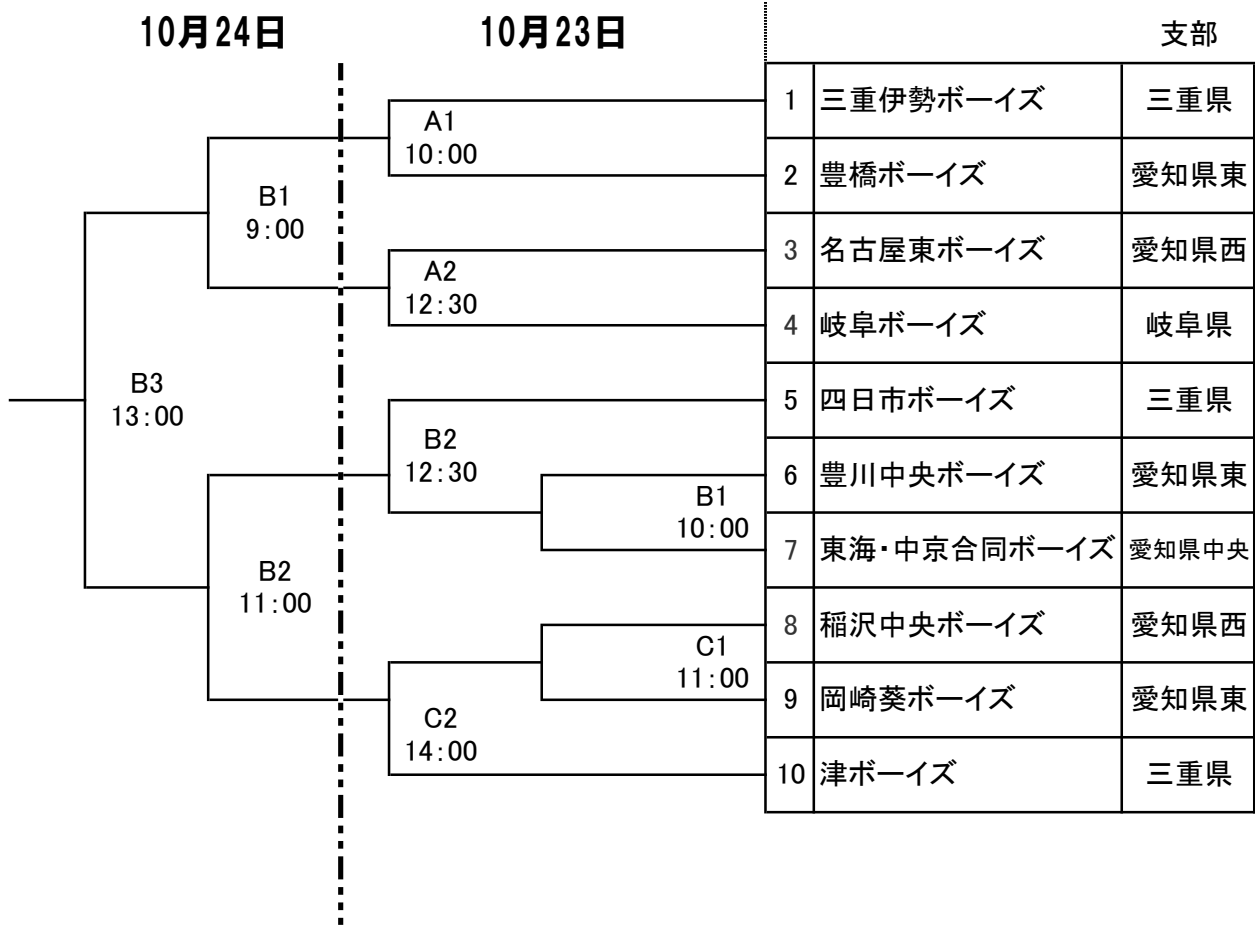 10月24日
10月23日
支部
1 三重伊勢ボーイズ 三重県
A1
10:00
2 豊橋ボーイズ 愛知県東
B1
9:00
3 名古屋東ボーイズ 愛知県西
A2
12:30
4 岐阜ボーイズ 岐阜県
B3
13:00
5 四日市ボーイズ 三重県
B2
12:30
6 豊川中央ボーイズ 愛知県東
B1
10:00
7 東海・中京合同ボーイズ 愛知県中央
B2
11:00
8 稲沢中央ボーイズ 愛知県西
C1
11:00
9 岡崎葵ボーイズ 愛知県東
C2
14:00
10 津ボーイズ 三重県